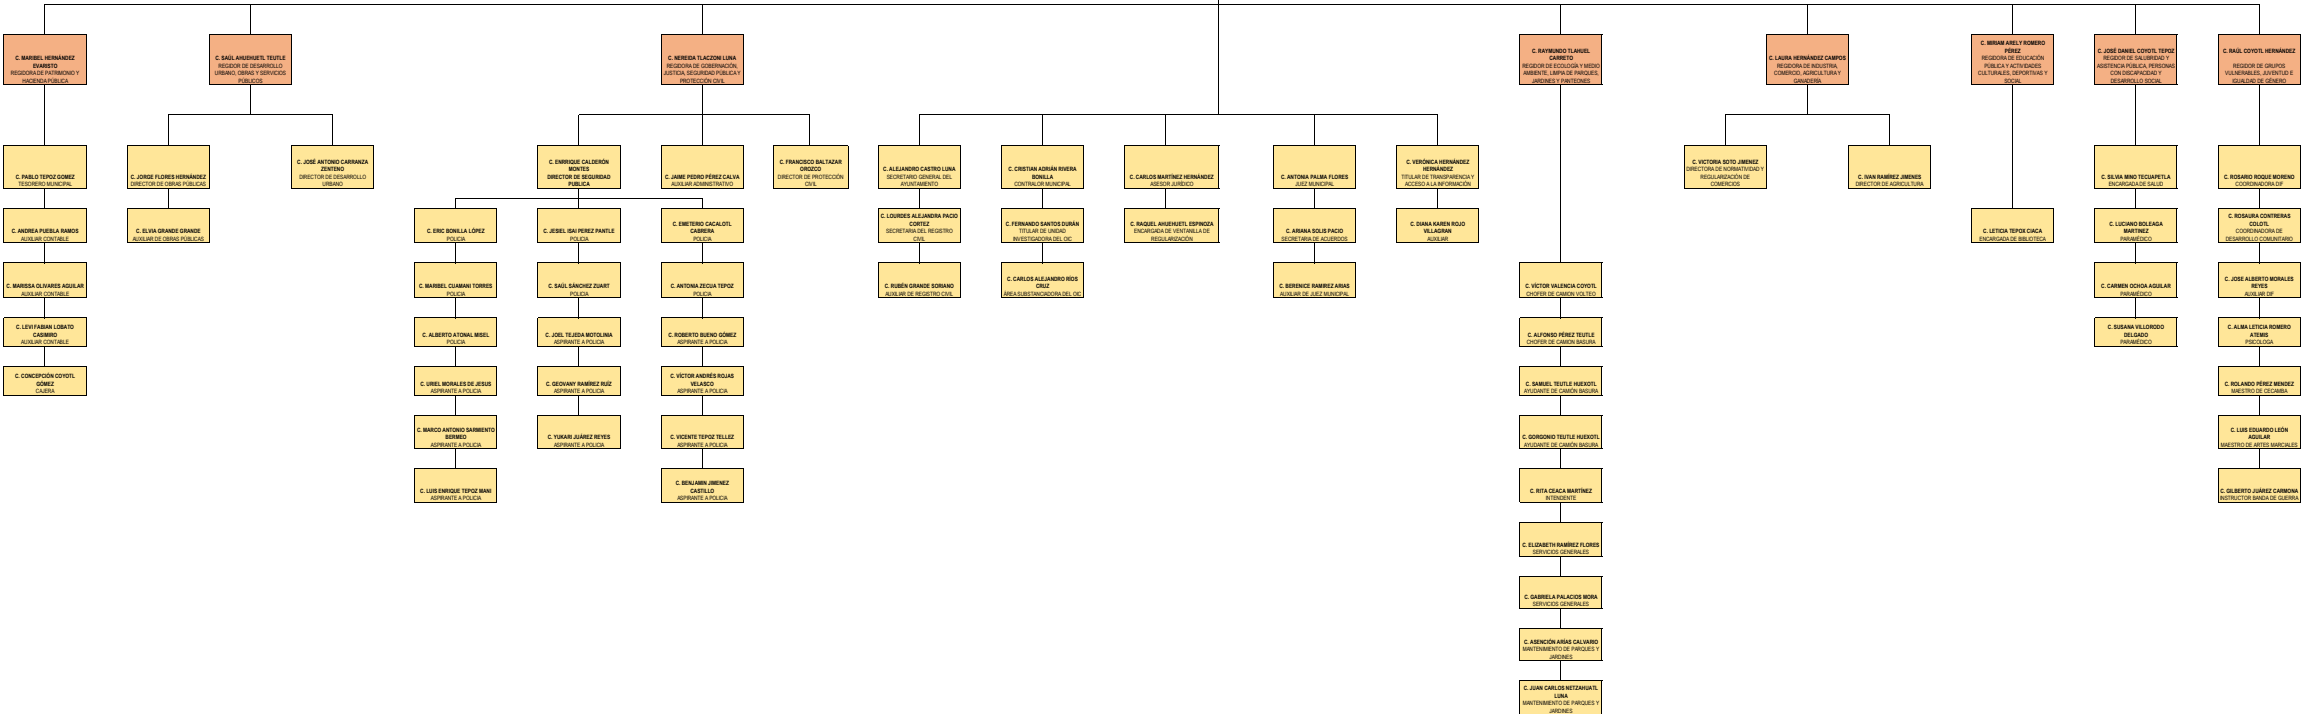 C. MARIBEL HERNÁNDEZ
EVARISTO
REGIDORA DE PATRIMONIO Y
HACIENDA PÚBLICA
C. SAÚL AHUEHUETL TEUTLE
REGIDOR DE DESARROLLO
URBANO, OBRAS Y SERVICIOS
PÚBLICOS
C. NEREIDA TLACZONI LUNA
REGIDORA DE GOBERNACIÓN,
JUSTICIA, SEGURIDAD PÚBLICA Y
PROTECCIÓN CIVIL
C. RAYMUNDO TLAHUEL
CARRETO
REGIDOR DE ECOLOGÍA Y MEDIO
AMBIENTE, LIMPIA DE PARQUES,
JARDINES Y PANTEONES
C. LAURA HERNÁNDEZ CAMPOS
REGIDORA DE INDUSTRIA,
COMERCIO, AGRICULTURA Y
GANADERÍA
C. MIRIAM ARELY ROMERO
PÉREZ
REGIDORA DE EDUCACIÓN
PÚBLICA Y ACTIVIDADES
CULTURALES, DEPORTIVAS Y
SOCIAL
C. JOSÉ DANIEL COYOTL TEPOZ
REGIDOR DE SALUBRIDAD Y
ASISTENCIA PÚBLICA, PERSONAS
CON DISCAPACIDAD Y
DESARROLLO SOCIAL
C. RAÚL COYOTL HERNÁNDEZ
REGIDOR DE GRUPOS
VULNERABLES, JUVENTUD E
IGUALDAD DE GÉNERO
C. PABLO TEPOZ GOMEZ
TESORERO MUNICIPAL
C. JORGE FLORES HERNÁNDEZ
DIRECTOR DE OBRAS PÚBLICAS
C. JOSÉ ANTONIO CARRANZA
ZENTENO
DIRECTOR DE DESARROLLO
URBANO
C. ENRRIQUE CALDERÓN
MONTES
DIRECTOR DE SEGURIDAD
PUBLICA
C. JAIME PEDRO PÉREZ CALVA
AUXILIAR ADMINISTRATIVO
C. FRANCISCO BALTAZAR
OROZCO
DIRECTOR DE PROTECCIÓN
CIVIL
C. ALEJANDRO CASTRO LUNA
SECRETARIO GENERAL DEL
AYUNTAMIENTO
C. CRISTIAN ADRIÁN RIVERA
BONILLA
CONTRALOR MUNICIPAL
C. CARLOS MARTÍNEZ HERNÁNDEZ
ASESOR JURÍDICO
C. ANTONIA PALMA FLORES
JUEZ MUNICIPAL
C. VERÓNICA HERNÁNDEZ
HERNÁNDEZ
TITULAR DE TRANSPARENCIA Y
ACCESO A LA INFORMACIÓN
C. VICTORIA SOTO JIMENEZ
DIRECTORA DE NORMATIVIDAD Y
REGULARIZACIÓN DE
COMERCIOS
C. IVAN RAMÍREZ JIMENES
DIRECTOR DE AGRICULTURA
C. SILVIA MINO TECUAPETLA
ENCARGADA DE SALUD
C. ROSARIO ROQUE MORENO
COORDINADORA DIF
C. ANDREA PUEBLA RAMOS
AUXILIAR CONTABLE
C. ELVIA GRANDE GRANDE
AUXILIAR DE OBRAS PÚBLICAS
C. ERIC BONILLA LÓPEZ
POLICIA
C. JESIEL ISAI PEREZ PANTLE
POLICIA
C. EMETERIO CACALOTL
CABRERA
POLICIA
C. LOURDES ALEJANDRA PACIO
CORTEZ
SECRETARIA DEL REGISTRO
CIVIL
C. FERNANDO SANTOS DURÁN
TITULAR DE UNIDAD
INVESTIGADORA DEL OIC
C. RAQUEL AHUEHUETL ESPINOZA
ENCARGADA DE VENTANILLA DE
REGULARIZACIÓN
C. ARIANA SOLIS PACIO
SECRETARIA DE ACUERDOS
C. DIANA KAREN ROJO
VILLAGRAN
AUXILIAR
C. LETICIA TEPOX CIACA
ENCARGADA DE BIBLIOTECA
C. LUCIANO BOLEAGA
MARTINEZ
PARAMÉDICO
C. ROSAURA CONTRERAS
COLOTL
COORDINADORA DE
DESARROLLO COMUNITARIO
C. MARISSA OLIVARES AGUILAR
AUXILIAR CONTABLE
C. MARIBEL CUAMANI TORRES
POLICIA
C. SAÚL SÁNCHEZ ZUART
POLICIA
C. ANTONIA ZECUA TEPOZ
POLICIA
C. RUBÉN GRANDE SORIANO
AUXILIAR DE REGISTRO CIVIL
C. CARLOS ALEJANDRO RÍOS
CRUZ
ÁREA SUBSTANCIADORA DEL OIC
C. BERENICE RAMIREZ ARIAS
AUXILIAR DE JUEZ MUNICIPAL
C. VÍCTOR VALENCIA COYOTL
CHOFER DE CAMION VOLTEO
C. CARMEN OCHOA AGUILAR
PARAMÉDICO
C. JOSE ALBERTO MORALES
REYES
AUXILIAR DIF
C. LEVI FABIAN LOBATO
CASIMIRO
AUXILIAR CONTABLE
C. ALBERTO ATONAL MISEL
POLICIA
C. JOEL TEJEDA MOTOLINIA
ASPIRANTE A POLICIA
C. ROBERTO BUENO GÓMEZ
ASPIRANTE A POLICIA
C. ALFONSO PÉREZ TEUTLE
CHOFER DE CAMION BASURA
C. SUSANA VILLORODO
DELGADO
PARAMÉDICO
C. ALMA LETICIA ROMERO
ATEMIS
PSICOLOGA
C. CONCEPCIÓN COYOTL
GÓMEZ
CAJERA
C. URIEL MORALES DE JESUS
ASPIRANTE A POLICIA
C. GEOVANY RAMÍREZ RUÍZ
ASPIRANTE A POLICIA
C. VÍCTOR ANDRÉS ROJAS
VELASCO
ASPIRANTE A POLICIA
C. SAMUEL TEUTLE HUEXOTL
AYUDANTE DE CAMIÓN BASURA
C. ROLANDO PÉREZ MENDEZ
MAESTRO DE CECAMBA
C. MARCO ANTONIO SARMIENTO
BERMEO
ASPIRANTE A POLICIA
C. YUKARI JUÁREZ REYES
ASPIRANTE A POLICIA
C. VICENTE TEPOZ TELLEZ
ASPIRANTE A POLICIA
C. GORGONIO TEUTLE HUEXOTL
AYUDANTE DE CAMIÓN BASURA
C. LUIS EDUARDO LEÓN
AGUILAR
MAESTRO DE ARTES MARCIALES
C. LUIS ENRIQUE TEPOZ MANI
ASPIRANTE A POLICIA
C. BENJAMIN JIMENEZ
CASTILLO
ASPIRANTE A POLICIA
C. RITA CEACA MARTÍNEZ
INTENDENTE
C. GILBERTO JUÁREZ CARMONA
INSTRUCTOR BANDA DE GUERRA
C. ELIZABETH RAMÍREZ FLORES
SERVICIOS GENERALES
C. GABRIELA PALACIOS MORA
SERVICIOS GENERALES
C. ASENCIÓN ARÍAS CALVARIO
MANTENIMIENTO DE PARQUES Y
JARDINES
C. JUAN CARLOS NETZAHUATL
LUNA
MANTENIMIENTO DE PARQUES Y
JARDINES